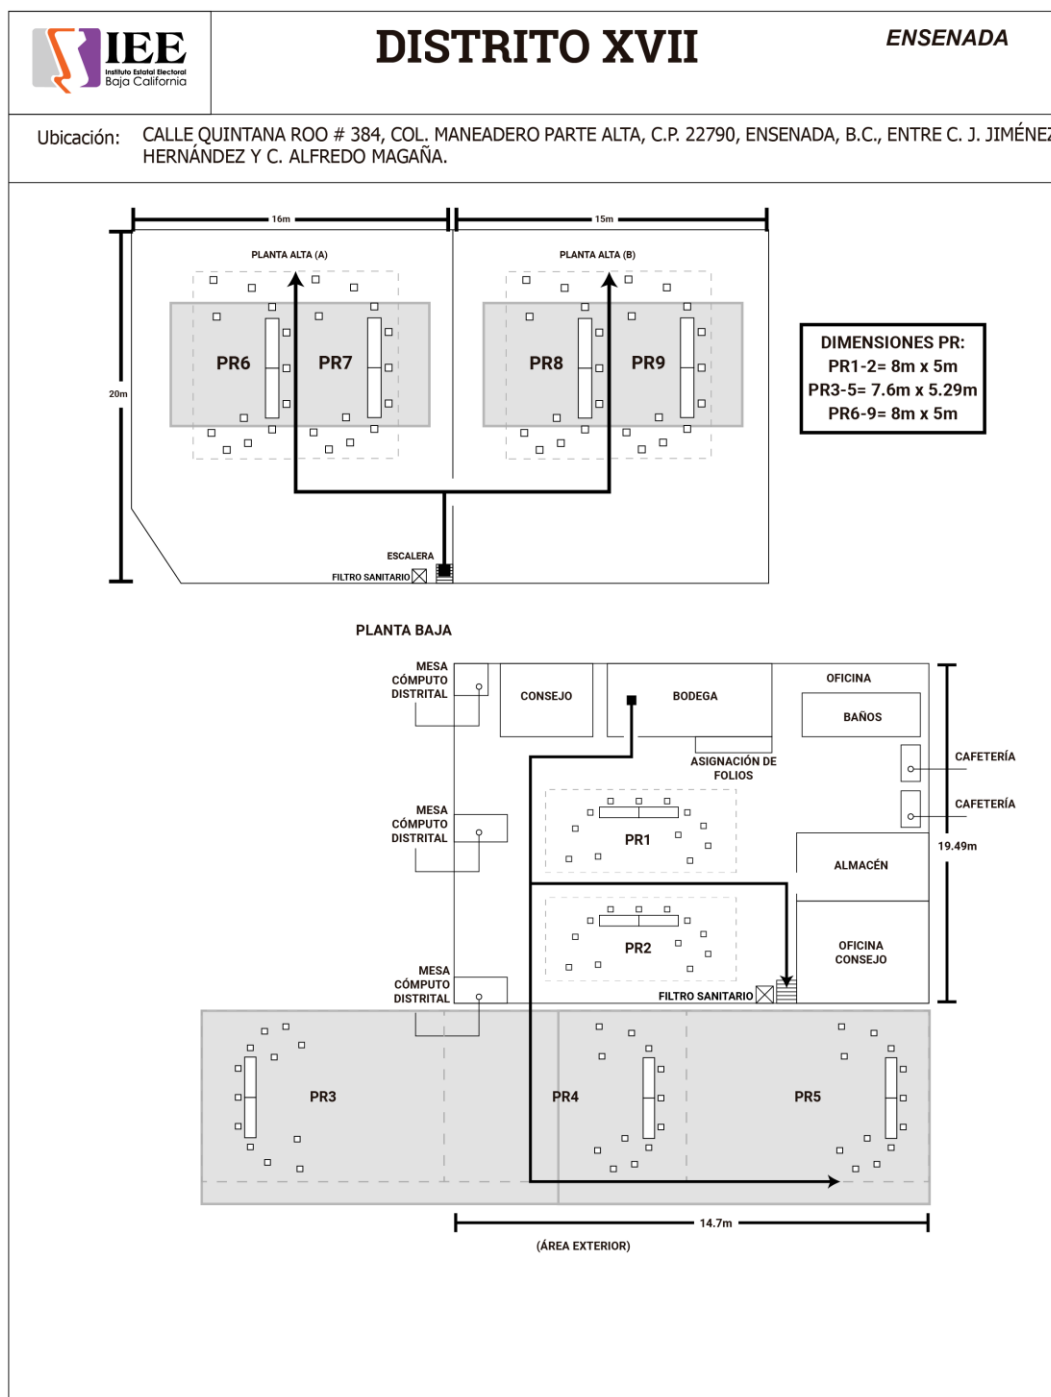 IEE
Instituto Estatal Electoral
Baja California
DISTRITO XVII
ENSENADA
Ubicación:
CALLE QUINTANA ROO # 384, COL. MANEADERO PARTE ALTA, C.P. 22790, ENSENADA, B.C., ENTRE C. J. JIMÉNEZ
HERNÁNDEZ Y C. ALFREDO MAGAÑA.
16m
15m
PLANTA ALTA (A)
PLANTA ALTA (B)
20m
PR6
PR7
PR8
PR9
DIMENSIONES PR:
PR1-2= 8m x 5m
PR3-5= 7.6m x 5.29m
PR6-9= 8m x 5m
ESCALERA
FILTRO SANITARIO
PLANTA BAJA
MESA
CÓMPUTO
DISTRITAL
CONSEJO
BODEGA
OFICINA
BAÑOS
ASIGNACIÓN DE
FOLIOS
CAFETERÍA
CAFETERÍA
MESA
CÓMPUTO
DISTRITAL
PR1
19.49m
ALMACÉN
PR2
OFICINA
CONSEJO
MESA
CÓMPUTO
DISTRITAL
FILTRO SANITARIO
PR3
PR4
PR5
14.7m
(ÁREA EXTERIOR)